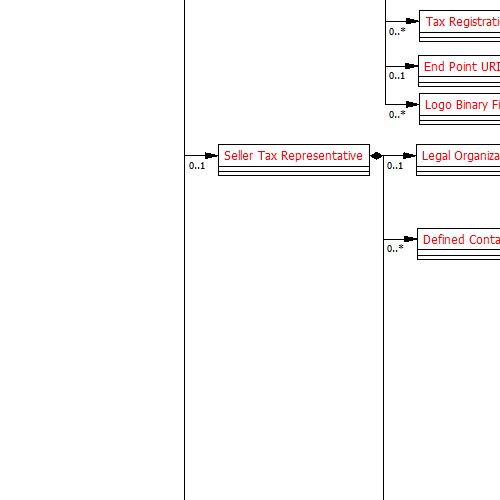 Tax Registrati
0..*
End Point URI
0..1
Logo Binary Fi
0..*
Seller Tax Representative
Legal Organiza
0..1
0..1
Defined Conta
0..*